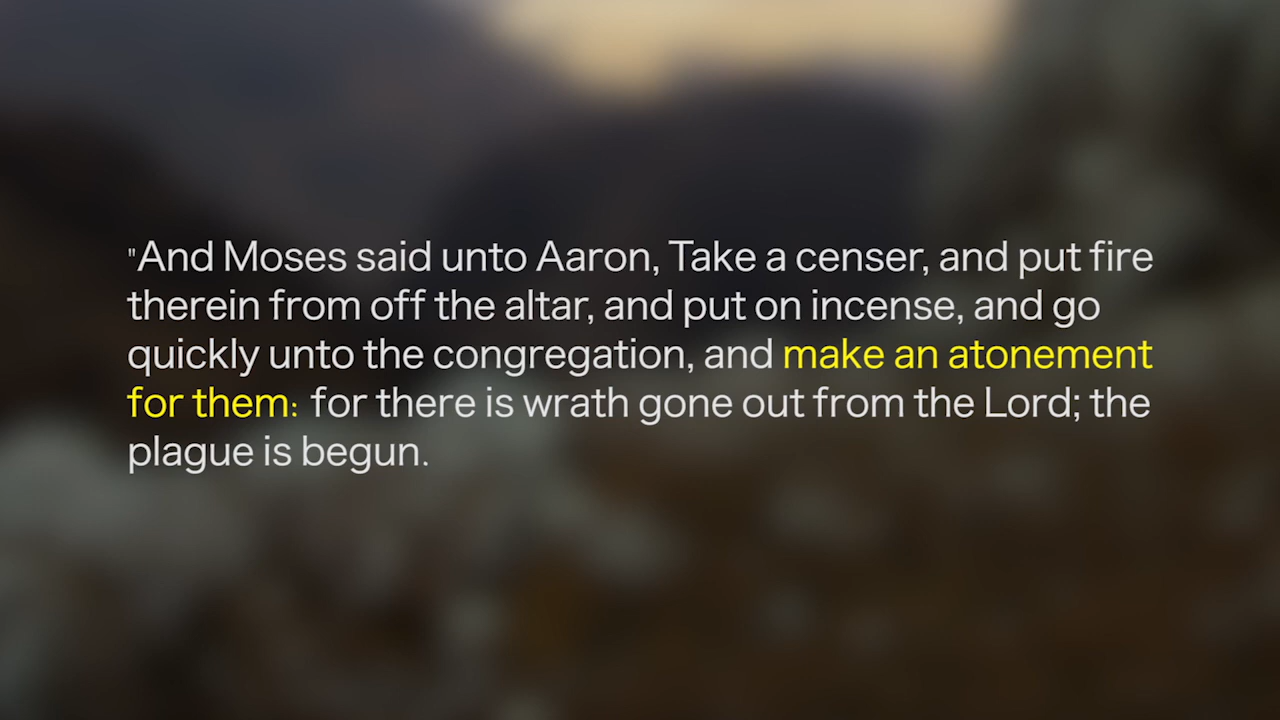 "And Moses said unto Aaron, Take a censer, and put fire
therein from off the altar, and put on incense, and go
quickly unto the congregation, and make an atonement
for them: for there is wrath gone out from the Lord; the
plague is begun.